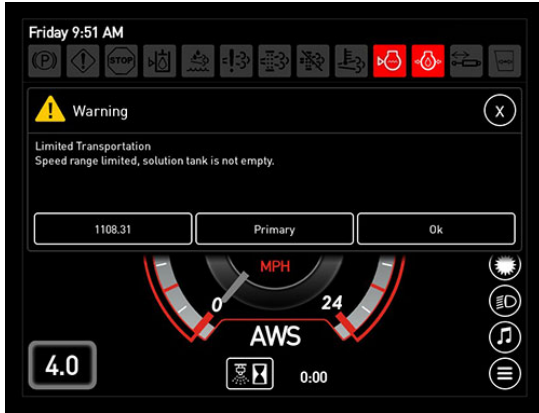 Friday 9:51 AM
(P)
STOP
Warning
X
Limited Transportation
Speed range limited, solution tank is not empty.
1108.31
Primary
Ok
MPH
0
24
AWS
4.0
0:00